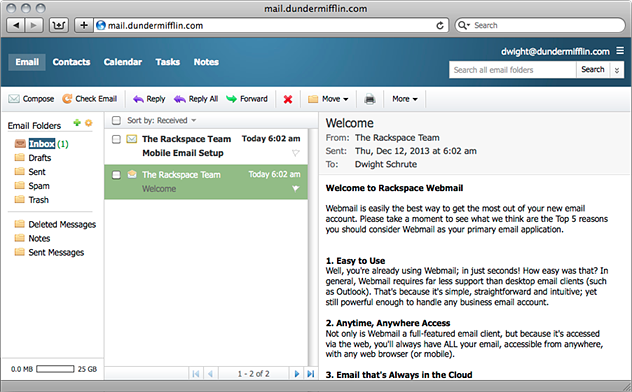 mail.dundermifflin.com
mail.dundermifflin.com
Search
dwight@dundermifflin.com
Email Contacts Calendar Tasks Notes
Search all email folders Search
Compose Check Email Reply Reply All Forward Move More
Email Folders
Inbox (1)
Drafts
Sent
Spam
Trash
Deleted Messages
Notes
Sent Messages
0.0 MB 25 GB
Sort by: Received
The Rackspace Team Today 6:02 am
Mobile Email Setup
The Rackspace Team Today 6:02 am
Welcome
1 - 2 of 2
Welcome
From: The Rackspace Team
Sent: Thu, Dec 12, 2013 at 6:02 am
To: Dwight Schrute
Welcome to Rackspace Webmail
Webmail is easily the best way to get the most out of your new email
account. Please take a moment to see what we think are the Top 5 reasons
you should consider Webmail as your primary email application.
1. Easy to Use
Well, you're already using Webmail; in just seconds! How easy was that? In
general, Webmail requires far less support than desktop email clients (such
as Outlook). That's because it's simple, straightforward and intuitive; yet
still powerful enough to handle any business email account.
2. Anytime, Anywhere Access
Not only is Webmail a full-featured email client, but because it's accessed
via the web, you'll always have ALL your email, accessible from anywhere,
with any web browser (or mobile).
3. Email that's Always in the Cloud